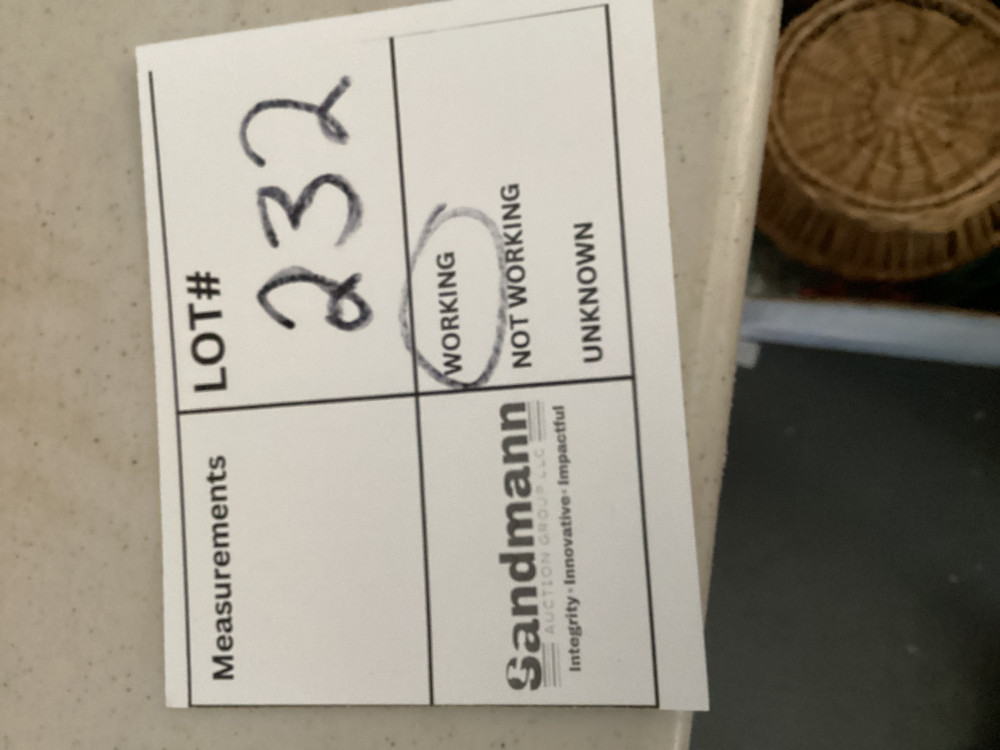 Measurements
LOT#
232
Sandmann
AUCTION GROUP LLC
Integrity · Innovative · Impactful
WORKING
NOT WORKING
UNKNOWN